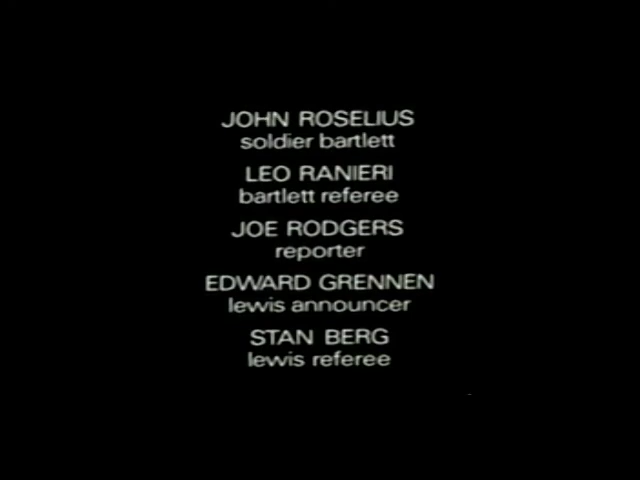 JOHN ROSELIUS
soldier bartlett
LEO RANIERI
bartlett referee
JOE RODGERS
reporter
EDWARD GRENNEN
lewis announcer
STAN BERG
lewis referee